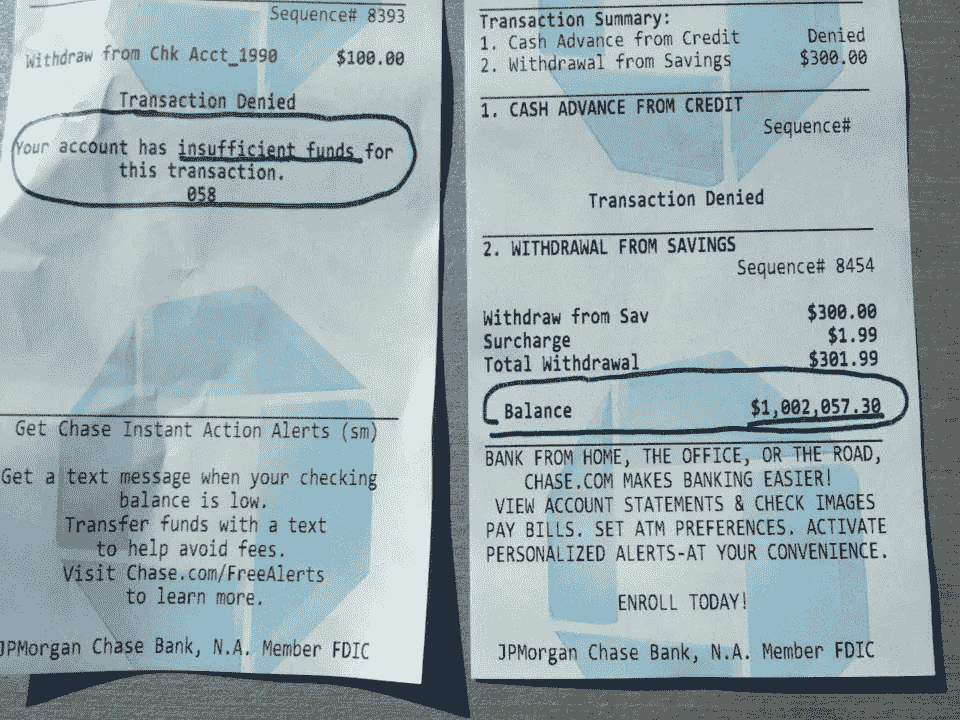 Sequence# 8393
Withdraw from Chk Acct_1990 $100.00
Transaction Denied
Your account has insufficient funds for
this transaction.
058
Get Chase Instant Action Alerts (sm)
Get a text message when your checking
balance is low.
Transfer funds with a text
to help avoid fees.
Visit Chase.com/FreeAlerts
to learn more.
JPMorgan Chase Bank, N.A. Member FDIC
Transaction Summary:
1. Cash Advance from Credit Denied
2. Withdrawal from Savings $300.00
1. CASH ADVANCE FROM CREDIT
Sequence#
Transaction Denied
2. WITHDRAWAL FROM SAVINGS
Sequence# 8454
Withdraw from Sav $300.00
Surcharge $1.99
Total Withdrawal $301.99
Balance $1,002,057.30
BANK FROM HOME, THE OFFICE, OR THE ROAD,
CHASE.COM MAKES BANKING EASIER!
VIEW ACCOUNT STATEMENTS & CHECK IMAGES
PAY BILLS. SET ATM PREFERENCES. ACTIVATE
PERSONALIZED ALERTS-AT YOUR CONVENIENCE.
ENROLL TODAY!
JPMorgan Chase Bank, N.A. Member FDIC